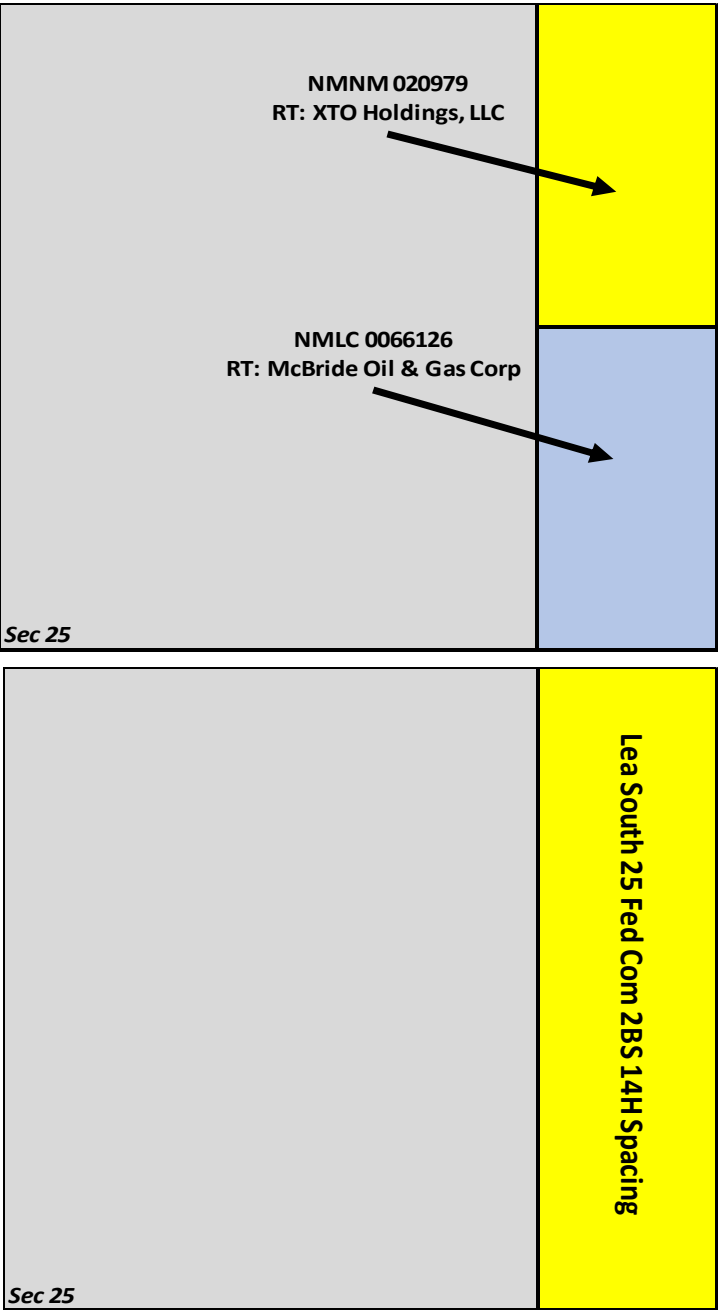 NMNM 020979
RT: XTO Holdings, LLC
NMLC 0066126
RT: McBride Oil & Gas Corp
Sec 25
Lea South 25 Fed Com 2BS 14H Spacing
Sec 25